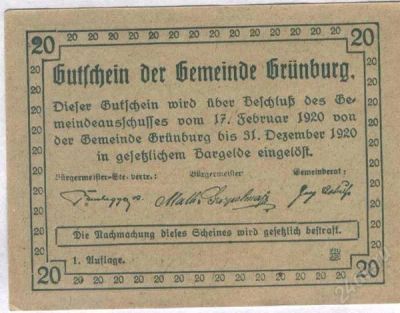 20 20
Gutschein der Gemeinde Grünburg.
Dieser Gutschein wird über Beschluß des Ge-
meindeausschusses vom 17. Februar 1920 von
der Gemeinde Grünburg bis 31. Dezember 1920
in gesetzlichem Bargelde eingelöst.
Bürgermeister-Ste. vertr.: Bürgermeister Gemeinderat:
Die Nachmachung dieses Scheines wird gesetzlich bestraft.
1. Auflage.
20 20